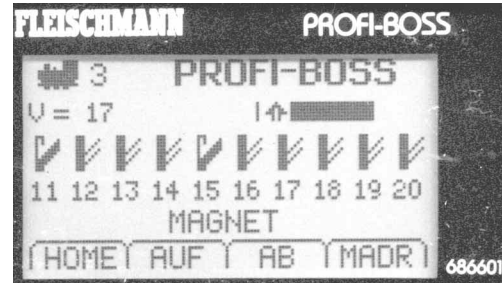 FLEISCHMANN PROFI-BOSS
3 PROFI-BOSS
V = 17
11 12 13 14 15 16 17 18 19 20
MAGNET
HOME AUF AB MADR
686601